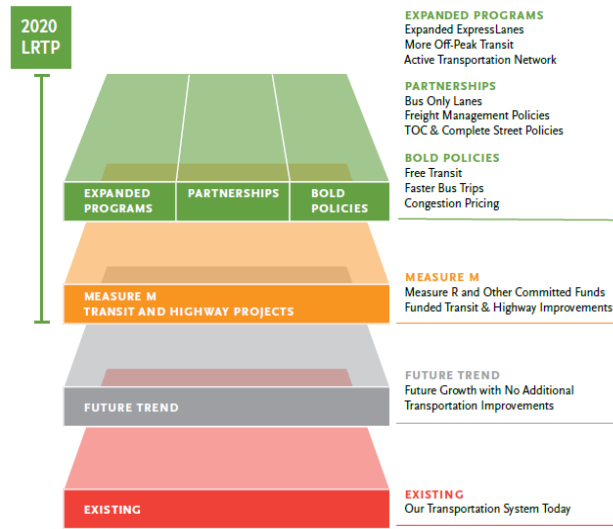 2020
LRTP
EXPANDED
PROGRAMS
PARTNERSHIPS
BOLD
POLICIES
EXPANDED PROGRAMS
Expanded ExpressLanes
More Off-Peak Transit
Active Transportation Network
PARTNERSHIPS
Bus Only Lanes
Freight Management Policies
TOC & Complete Street Policies
BOLD POLICIES
Free Transit
Faster Bus Trips
Congestion Pricing
MEASURE M
TRANSIT AND HIGHWAY PROJECTS
MEASURE M
Measure R and Other Committed Funds
Funded Transit & Highway Improvements
FUTURE TREND
FUTURE TREND
Future Growth with No Additional
Transportation Improvements
EXISTING
EXISTING
Our Transportation System Today